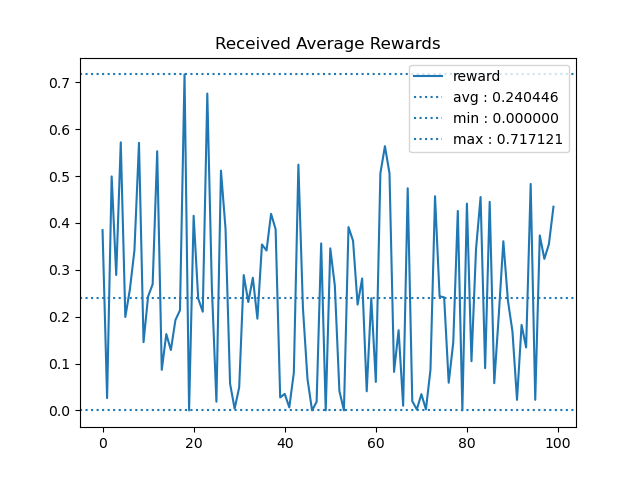 Received Average Rewards
reward
avg : 0.240446
min : 0.000000
max : 0.717121
0.7
0.6
0.5
0.4
0.3
0.2
0.1
0.0
0 20 40 60 80 100